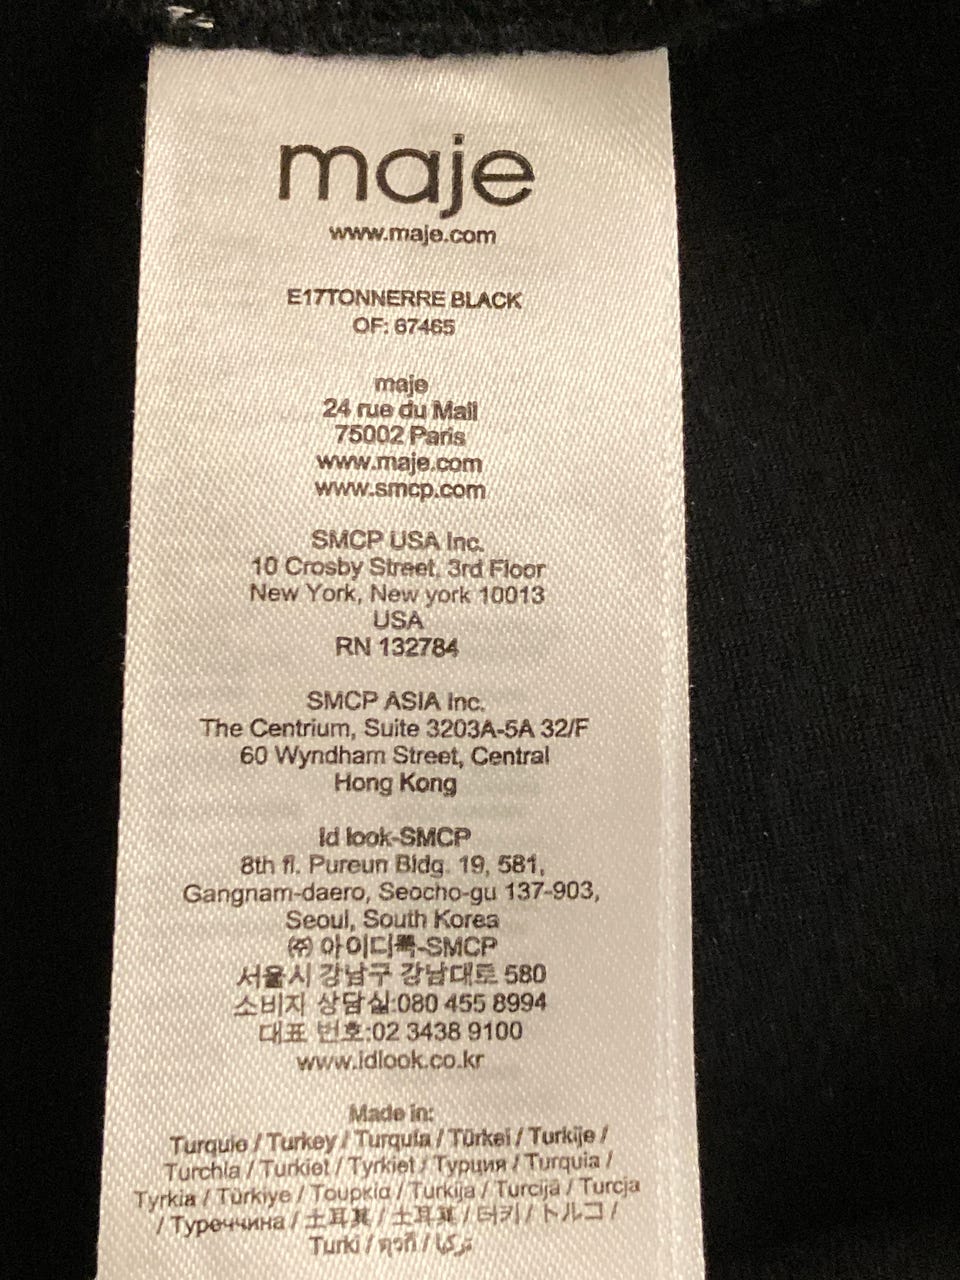 maje
www.maje.com
E17TONNERRE BLACK
OF: 67465
maje
24 rue du Mail
75002 Paris
www.maje.com
www.smcp.com
SMCP USA Inc.
10 Crosby Street, 3rd Floor
New York, New york 10013
USA
RN 132784
SMCP ASIA Inc.
The Centrium, Suite 3203A-5A 32/F
60 Wyndham Street, Central
Hong Kong
Id look-SMCP
8th fl. Pureun Bldg. 19, 581,
Gangnam-daero, Seocho-gu 137-903,
Seoul, South Korea
㈜ 아이디룩-SMCP
서울시 강남구 강남대로 580
소비자 상담실:080 455 8994
대표 번호:02 3438 9100
www.idlook.co.kr
Made in:
Turquie / Turkey / Turquía / Türkei / Turkije /
Turchia / Turkiet / Tyrkiet / Турция / Turquia /
Tyrkia / Türkiye / Τουρκία / Turkija / Turcija / Turcja
/ Туреччина / 土耳其 / 土耳其 / 터키 / トルコ /
Turki / ตุรกี / تركيا